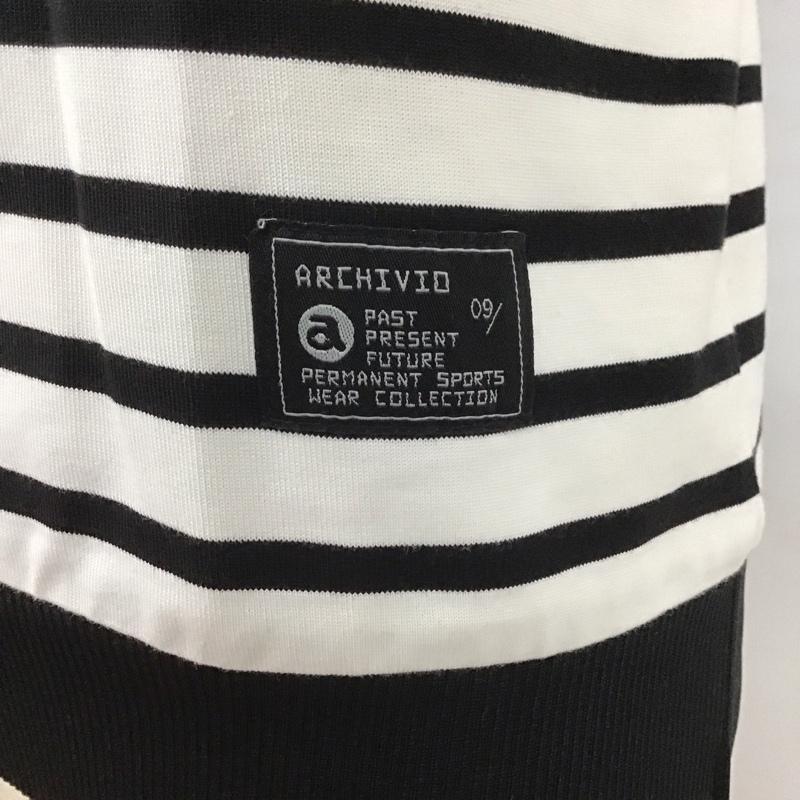 ARCHIVIO
09/
a
PAST
PRESENT
FUTURE
PERMANENT SPORTS
WEAR COLLECTION